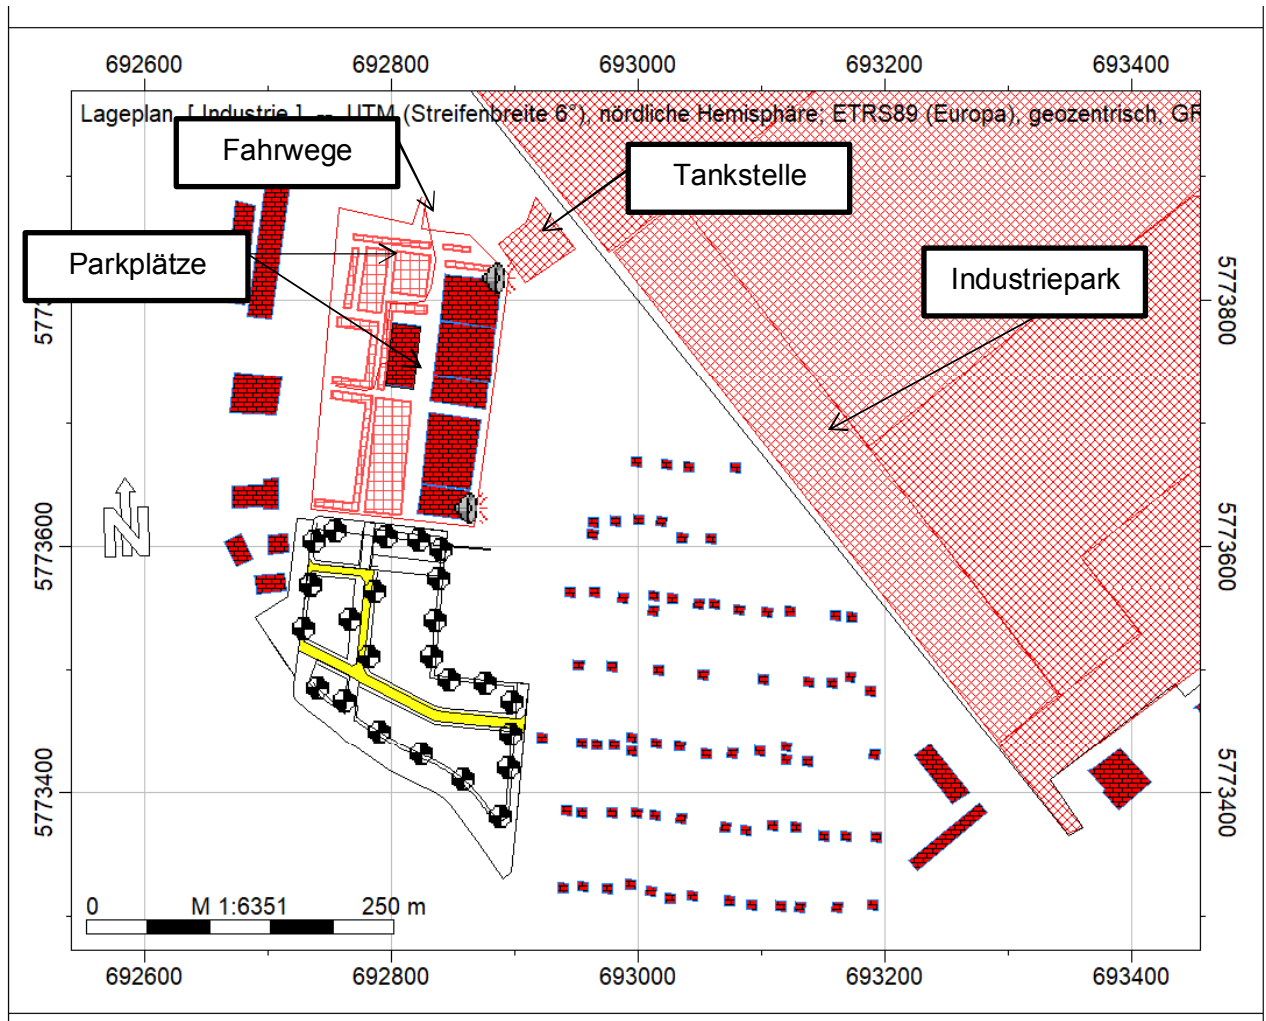 692600 692800 693000 693200 693400
Lageplan [ Industrie ] -- UTM (Streifenbreite 6°), nördliche Hemisphäre; ETRS89 (Europa), geozentrisch, GR
Fahrwege
Tankstelle
Parkplätze
Industriepark
5773800
N
5773600 5773600
5773400 5773400
0 M 1:6351 250 m
692600 692800 693000 693200 693400